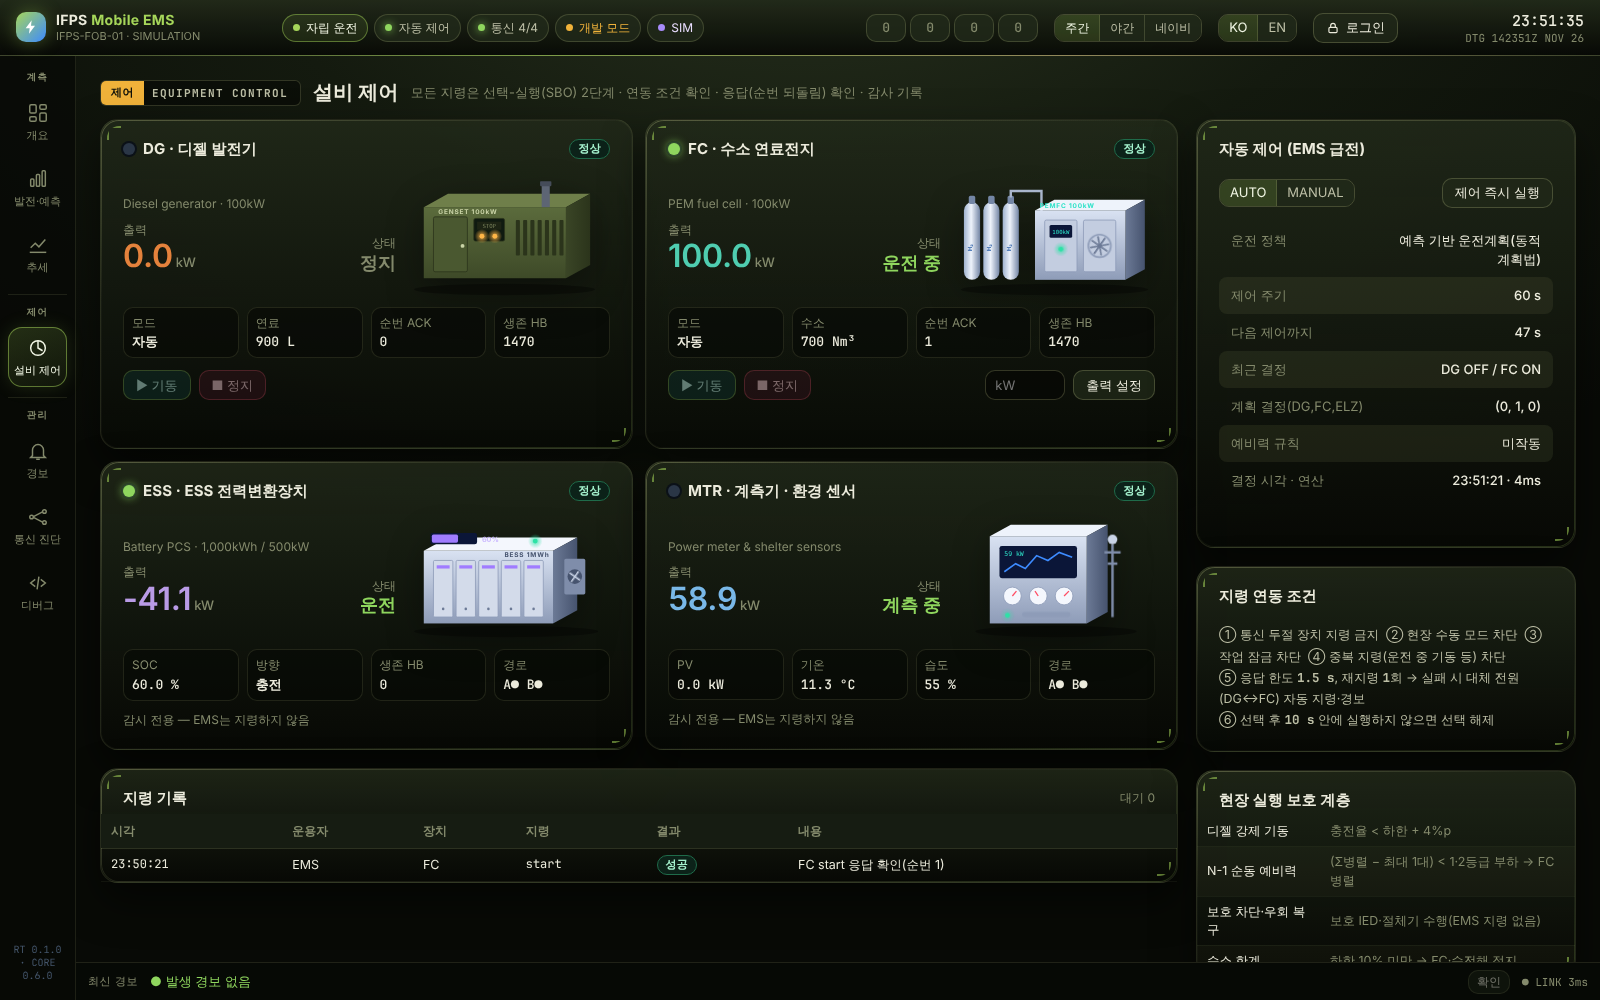 IFPS Mobile EMS
IFPS-FOB-01 · SIMULATION
자립 운전
자동 제어
통신 4/4
개발 모드
SIM
0 0 0 0
주간 야간 네이비
KO EN
로그인
23:51:35
DTG 142351Z NOV 26
계측
개요
발전·예측
추세
제어
설비 제어
관리
경보
통신 진단
디버그
RT 0.1.0
· CORE
0.6.0
제어 EQUIPMENT CONTROL 설비 제어 모든 지령은 선택-실행(SBO) 2단계 · 연동 조건 확인 · 응답(순번 되돌림) 확인 · 감사 기록
DG · 디젤 발전기 정상
Diesel generator · 100kW
출력
0.0 kW
상태
정지
GENSET 100kW
STOP
모드 연료 순번 ACK 생존 HB
자동 900 L 0 1470
▶ 기동 ■ 정지
FC · 수소 연료전지 정상
PEM fuel cell · 100kW
출력
100.0 kW
상태
운전 중
H₂ H₂ H₂
PEMFC 100kW
100kW
모드 수소 순번 ACK 생존 HB
자동 700 Nm³ 1 1470
▶ 기동 ■ 정지 kW 출력 설정
ESS · ESS 전력변환장치 정상
Battery PCS · 1,000kWh / 500kW
출력
-41.1 kW
상태
운전
60%
BESS 1MWh
SOC 방향 생존 HB 경로
60.0 % 충전 0 A● B●
감시 전용 — EMS는 지령하지 않음
MTR · 계측기 · 환경 센서 정상
Power meter & shelter sensors
출력
58.9 kW
상태
계측 중
59 kW
PV 기온 습도 경로
0.0 kW 11.3 °C 55 % A● B●
감시 전용 — EMS는 지령하지 않음
지령 기록 대기 0
시각 운용자 장치 지령 결과 내용
23:50:21 EMS FC start 성공 FC start 응답 확인(순번 1)
자동 제어 (EMS 급전)
AUTO MANUAL 제어 즉시 실행
운전 정책 예측 기반 운전계획(동적
계획법)
제어 주기 60 s
다음 제어까지 47 s
최근 결정 DG OFF / FC ON
계획 결정(DG,FC,ELZ) (0, 1, 0)
예비력 규칙 미작동
결정 시각 · 연산 23:51:21 · 4ms
지령 연동 조건
① 통신 두절 장치 지령 금지 ② 현장 수동 모드 차단 ③
작업 잠금 차단 ④ 중복 지령(운전 중 기동 등) 차단
⑤ 응답 한도 1.5 s, 재지령 1회 → 실패 시 대체 전원
(DG↔FC) 자동 지령·경보
⑥ 선택 후 10 s 안에 실행하지 않으면 선택 해제
현장 실행 보호 계층
디젤 강제 기동 충전율 < 하한 + 4%p
N-1 순동 예비력 (Σ병렬 − 최대 1대) < 1·2등급 부하 → FC
병렬
보호 차단·우회 복
구 보호 IED·절체기 수행(EMS 지령 없음)
수소 한계 하한 10% 미만 → FC·수전해 정지
최신 경보 발생 경보 없음
확인 LINK 3ms